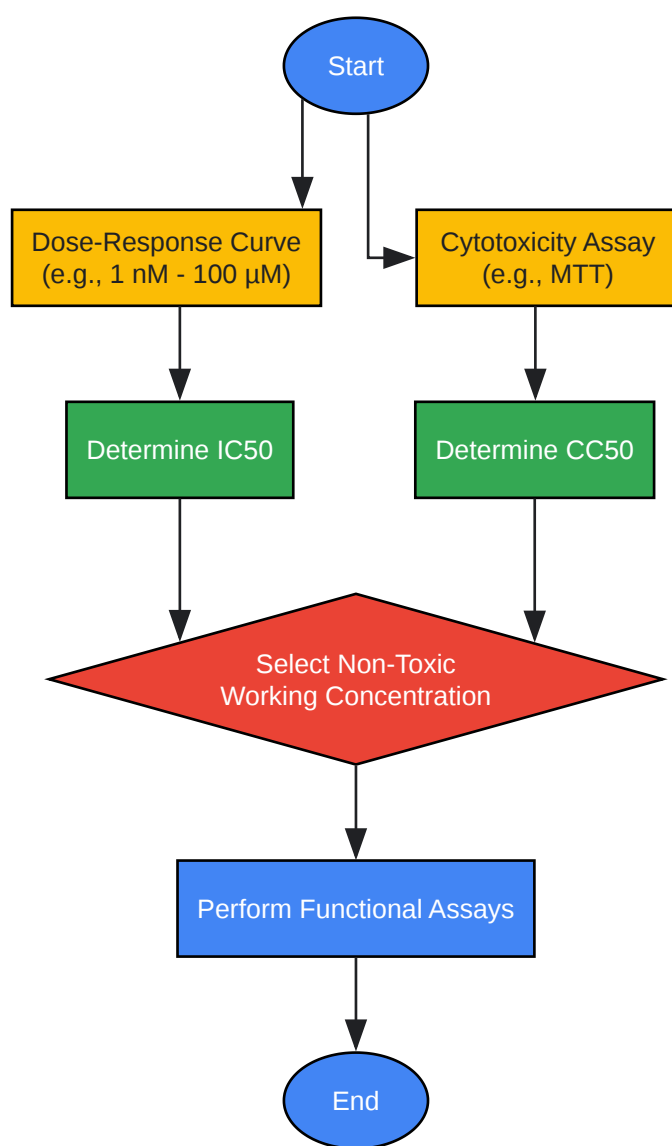 Start
Dose-Response Curve
(e.g., 1 nM - 100 µM)
Cytotoxicity Assay
(e.g., MTT)
Determine IC50
Determine CC50
Select Non-Toxic
Working Concentration
Perform Functional Assays
End